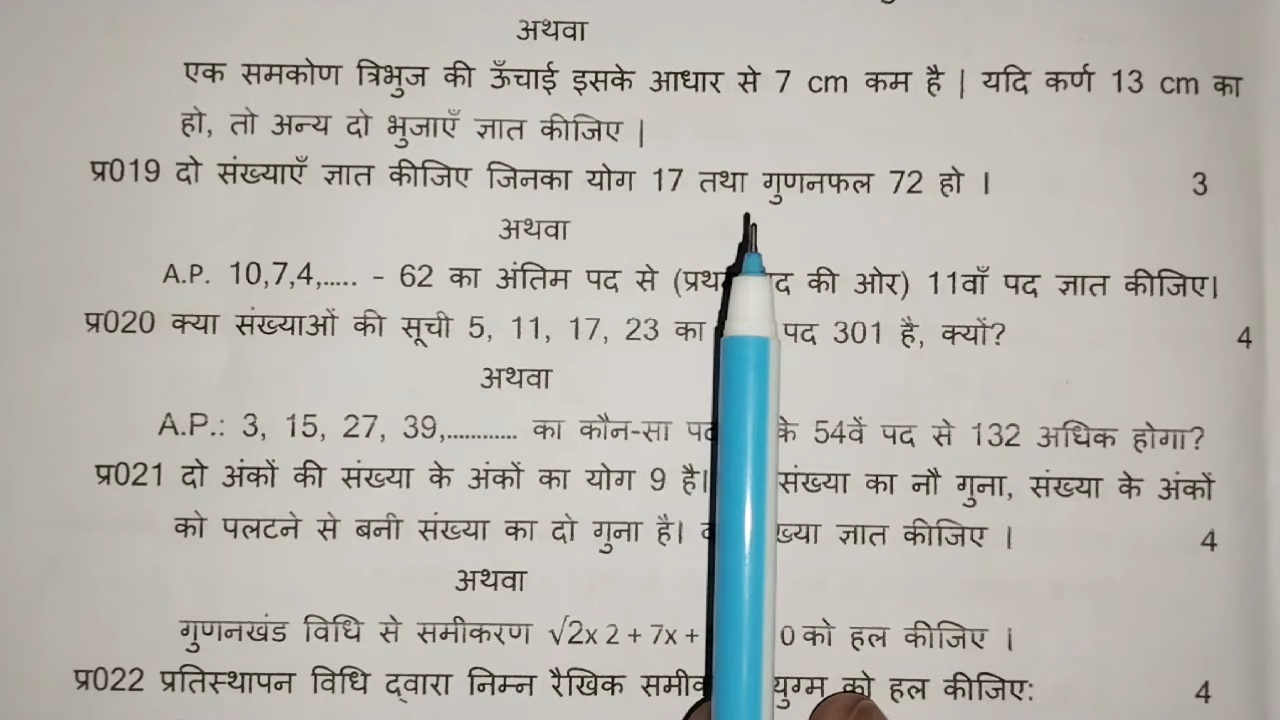 अथवा
एक समकोण त्रिभुज की ऊँचाई इसके आधार से 7 cm कम है | यदि कर्ण 13 cm का
हो, तो अन्य दो भुजाएँ ज्ञात कीजिए |
प्र019 दो संख्याएँ ज्ञात कीजिए जिनका योग 17 तथा गुणनफल 72 हो । 3
अथवा
A.P. 10,7,4,..... - 62 का अंतिम पद से की ओर) 11वाँ पद ज्ञात कीजिए।
प्र020 क्या संख्याओं की सूची 5, 11, 17, 23 का पद 301 है, क्यों? 4
अथवा
A.P.: 3, 15, 27, 39,............ का कौन-सा 54वें पद से 132 अधिक होगा?
प्र021 दो अंकों की संख्या के अंकों का योग 9 है। संख्या का नौ गुना, संख्या के अंकों
को पलटने से बनी संख्या का दो गुना है। ज्ञात कीजिए । 4
अथवा
गुणनखंड विधि से समीकरण √2x 2 + 7x + 0 को हल कीजिए ।
प्र022 प्रतिस्थापन विधि द्वारा निम्न रैखिक युग्म को हल कीजिए: 4